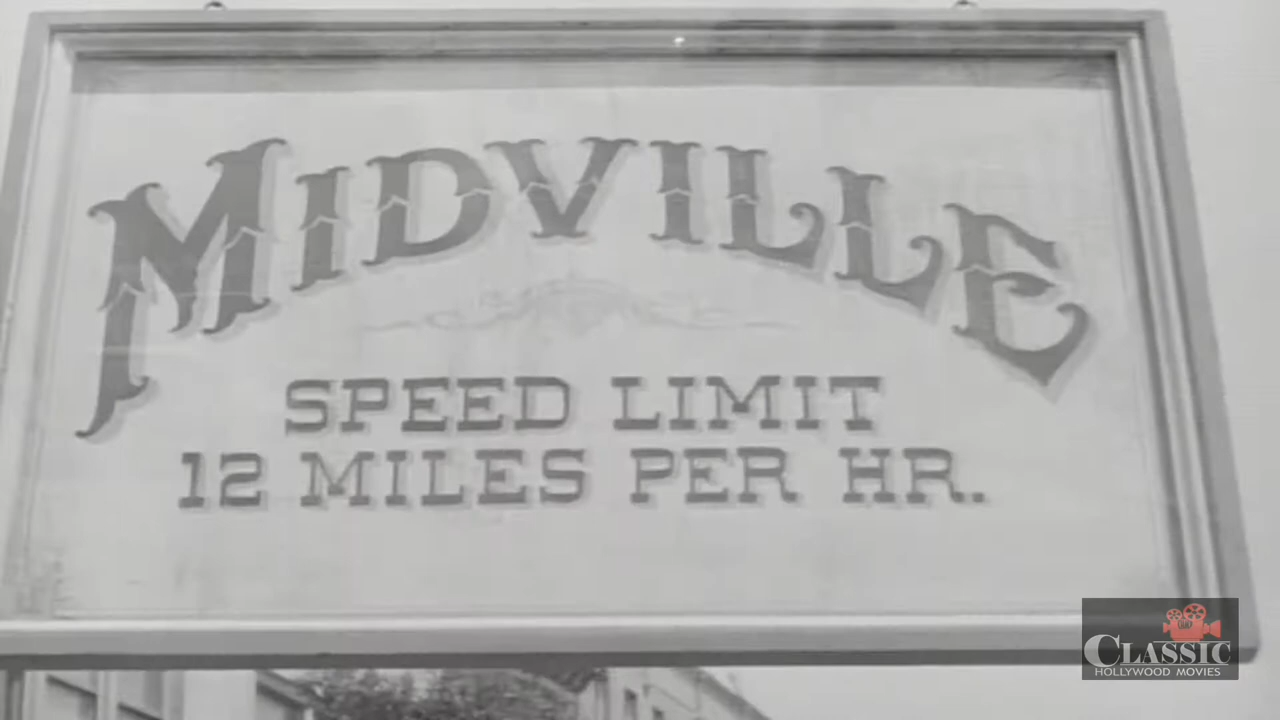 MIDVILLE
SPEED LIMIT
12 MILES PER HR.
CLASSIC
HOLLYWOOD MOVIES